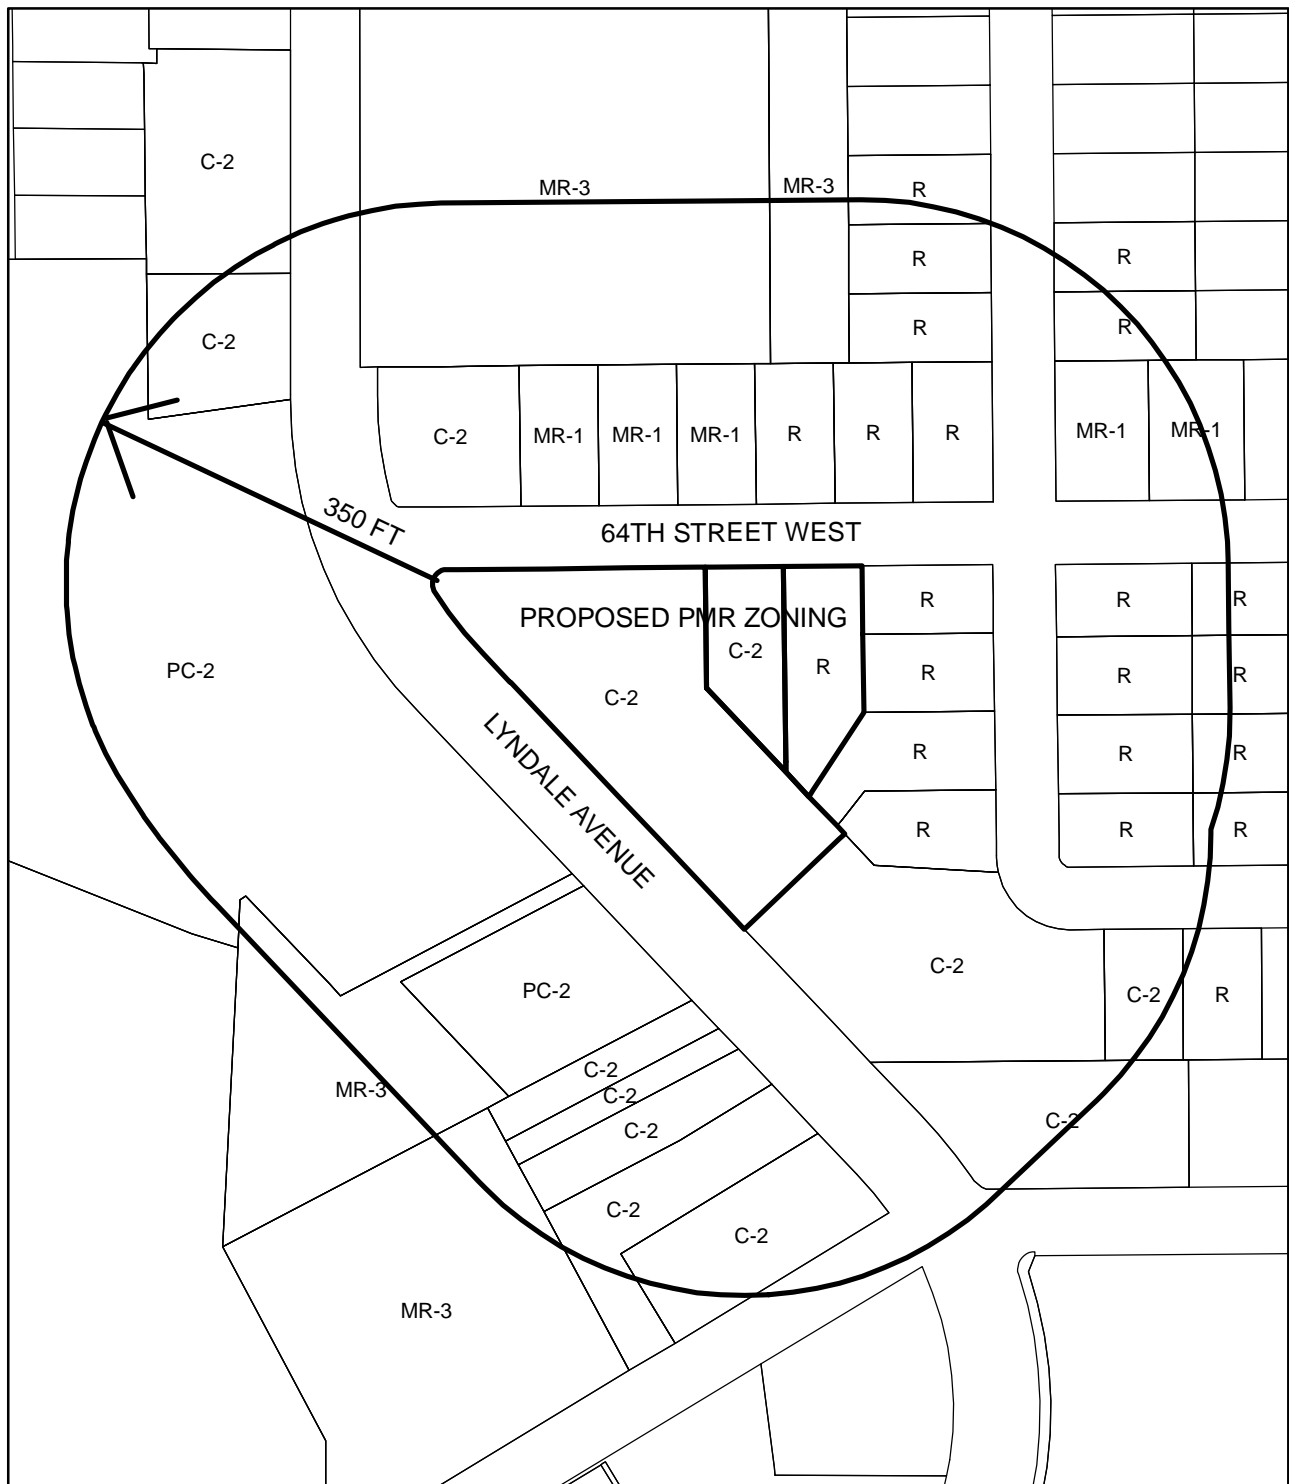 C-2
MR-3
MR-3
R
R
R
C-2
R
R
C-2
MR-1
MR-1
MR-1
R
R
R
MR-1
MR-1
350 FT
64TH STREET WEST
R
R
R
PROPOSED PMR ZONING
C-2
R
R
R
R
PC-2
C-2
LYNDALE AVENUE
R
R
R
R
R
R
C-2
PC-2
C-2
R
C-2
MR-3
C-2
C-2
C-2
C-2
C-2
MR-3